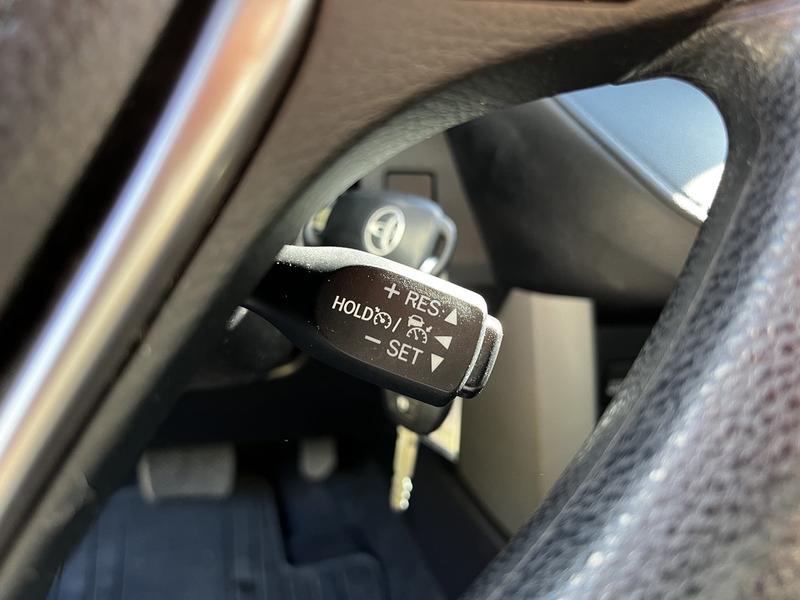 + RES
HOLD /
− SET